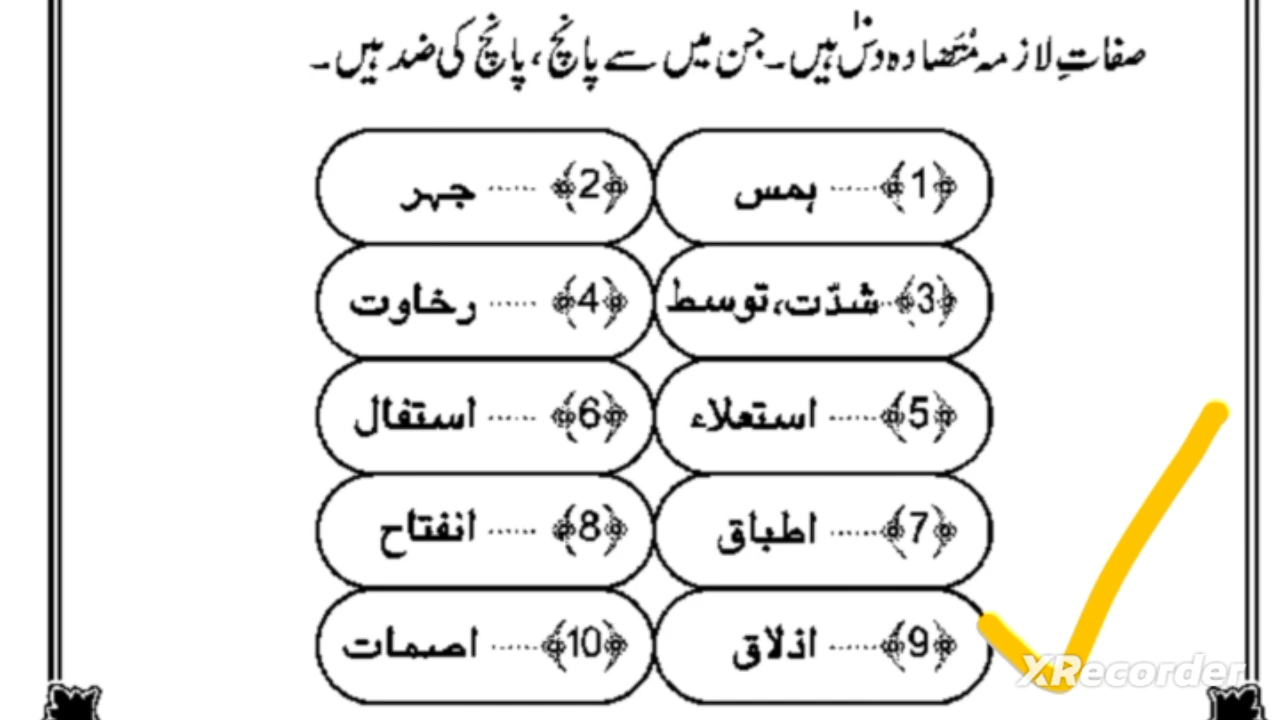 صفاتِ لازمہ مُتَضادہ دسؔ ہیں۔ جن میں سے پانچ، پانچ کی ضد ہیں۔
﴿1﴾ ..... ہمس ﴿2﴾ ..... جہر
﴿3﴾ ..شدّت، توسط ﴿4﴾ ..... رخاوت
﴿5﴾ ..... استعلاء ﴿6﴾ ..... استفال
﴿7﴾ ..... اطباق ﴿8﴾ ..... انفتاح
﴿9﴾ ..... اذلاق ﴿10﴾ ..... اصمات
XRecorder